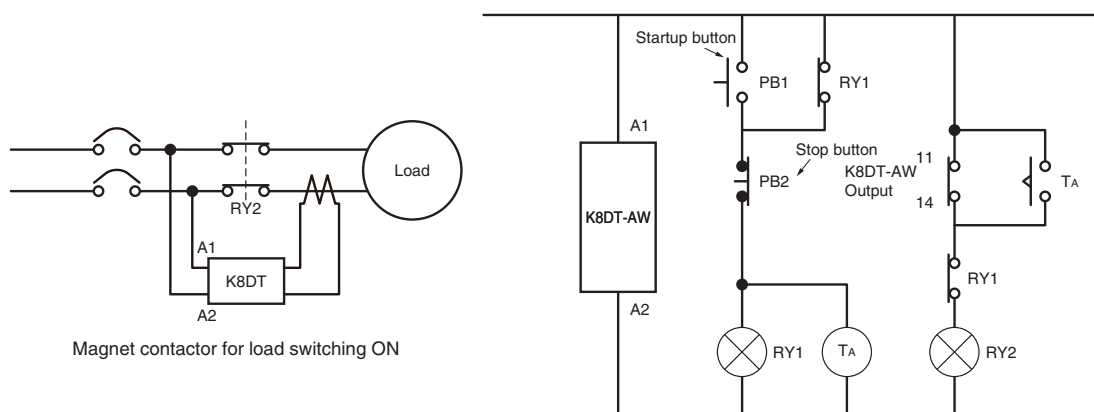 RY2
Load
A1
K8DT
A2
Magnet contactor for load switching ON
Startup button
PB1
RY1
A1
K8DT-AW
A2
Stop button
PB2
RY1
TA
11
K8DT-AW
Output
14
TA
RY1
RY2